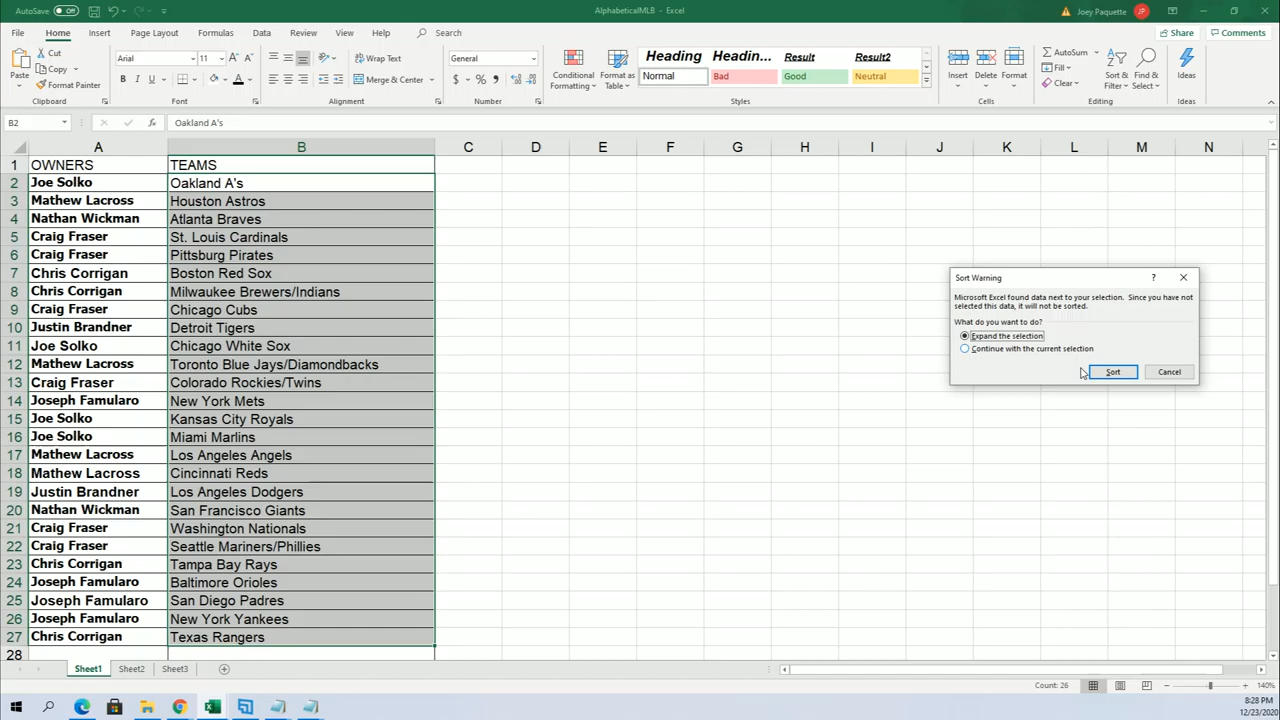 AutoSave Off AlphabeticalMLB - Excel Joey Paquette JP
File Home Insert Page Layout Formulas Data Review View Help Search Share Comments
Paste Cut Copy Format Painter Clipboard
Arial 11 A A B I U A Font
Wrap Text Merge & Center Alignment
General $ % Number
Conditional Formatting Format as Table
Heading Headin... Result Result2
Normal Bad Good Neutral
Styles
Insert Delete Format Cells
AutoSum Fill Clear Sort & Filter Find & Select Editing
Ideas Ideas
B2 fx Oakland A's
A B C D E F G H I J K L M N
1 OWNERS TEAMS
2 Joe Solko Oakland A's
3 Mathew Lacross Houston Astros
4 Nathan Wickman Atlanta Braves
5 Craig Fraser St. Louis Cardinals
6 Craig Fraser Pittsburg Pirates
7 Chris Corrigan Boston Red Sox
8 Chris Corrigan Milwaukee Brewers/Indians
9 Craig Fraser Chicago Cubs
10 Justin Brandner Detroit Tigers
11 Joe Solko Chicago White Sox
12 Mathew Lacross Toronto Blue Jays/Diamondbacks
13 Craig Fraser Colorado Rockies/Twins
14 Joseph Famularo New York Mets
15 Joe Solko Kansas City Royals
16 Joe Solko Miami Marlins
17 Mathew Lacross Los Angeles Angels
18 Mathew Lacross Cincinnati Reds
19 Justin Brandner Los Angeles Dodgers
20 Nathan Wickman San Francisco Giants
21 Craig Fraser Washington Nationals
22 Craig Fraser Seattle Mariners/Phillies
23 Chris Corrigan Tampa Bay Rays
24 Joseph Famularo Baltimore Orioles
25 Joseph Famularo San Diego Padres
26 Joseph Famularo New York Yankees
27 Chris Corrigan Texas Rangers
28
Sort Warning ?
Microsoft Excel found data next to your selection. Since you have not
selected this data, it will not be sorted.
What do you want to do?
Expand the selection
Continue with the current selection
Sort Cancel
Sheet1 Sheet2 Sheet3
Count: 26 140%
8:28 PM
12/23/2020